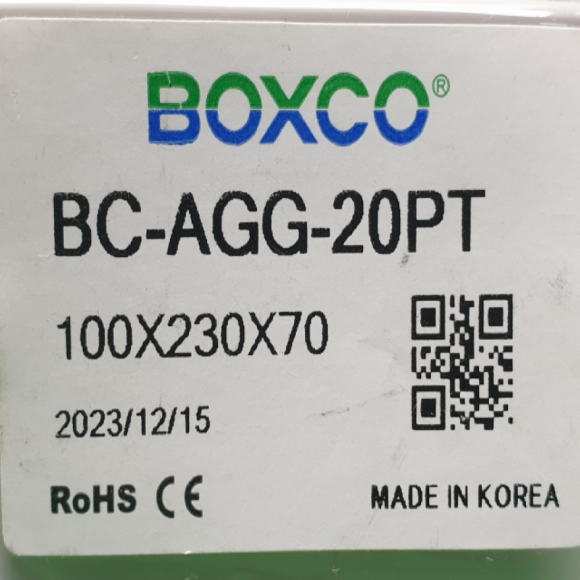 BOXCO®
BC-AGG-20PT
100X230X70
2023/12/15
RoHS CE
MADE IN KOREA